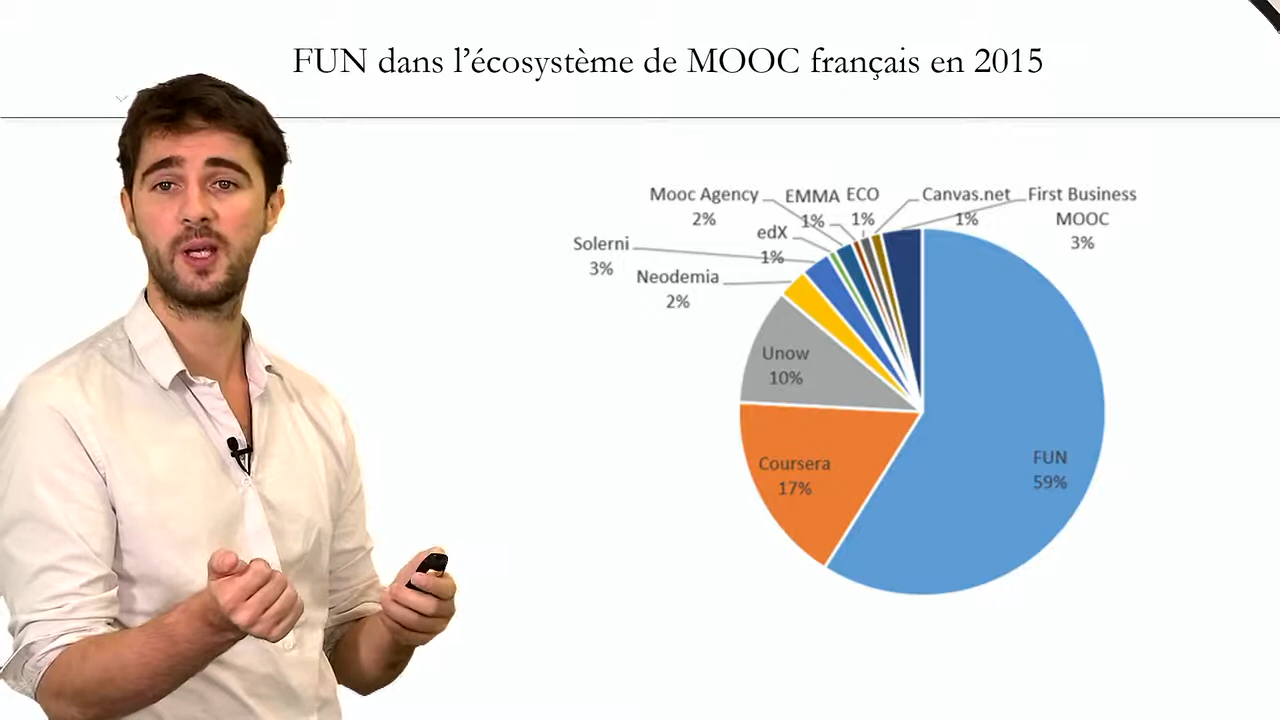 FUN dans l'écosystème de MOOC français en 2015
Mooc Agency
2%
EMMA
1%
ECO
1%
Canvas.net
1%
First Business
MOOC
3%
edX
1%
Solerni
3%
Neodemia
2%
Unow
10%
Coursera
17%
FUN
59%